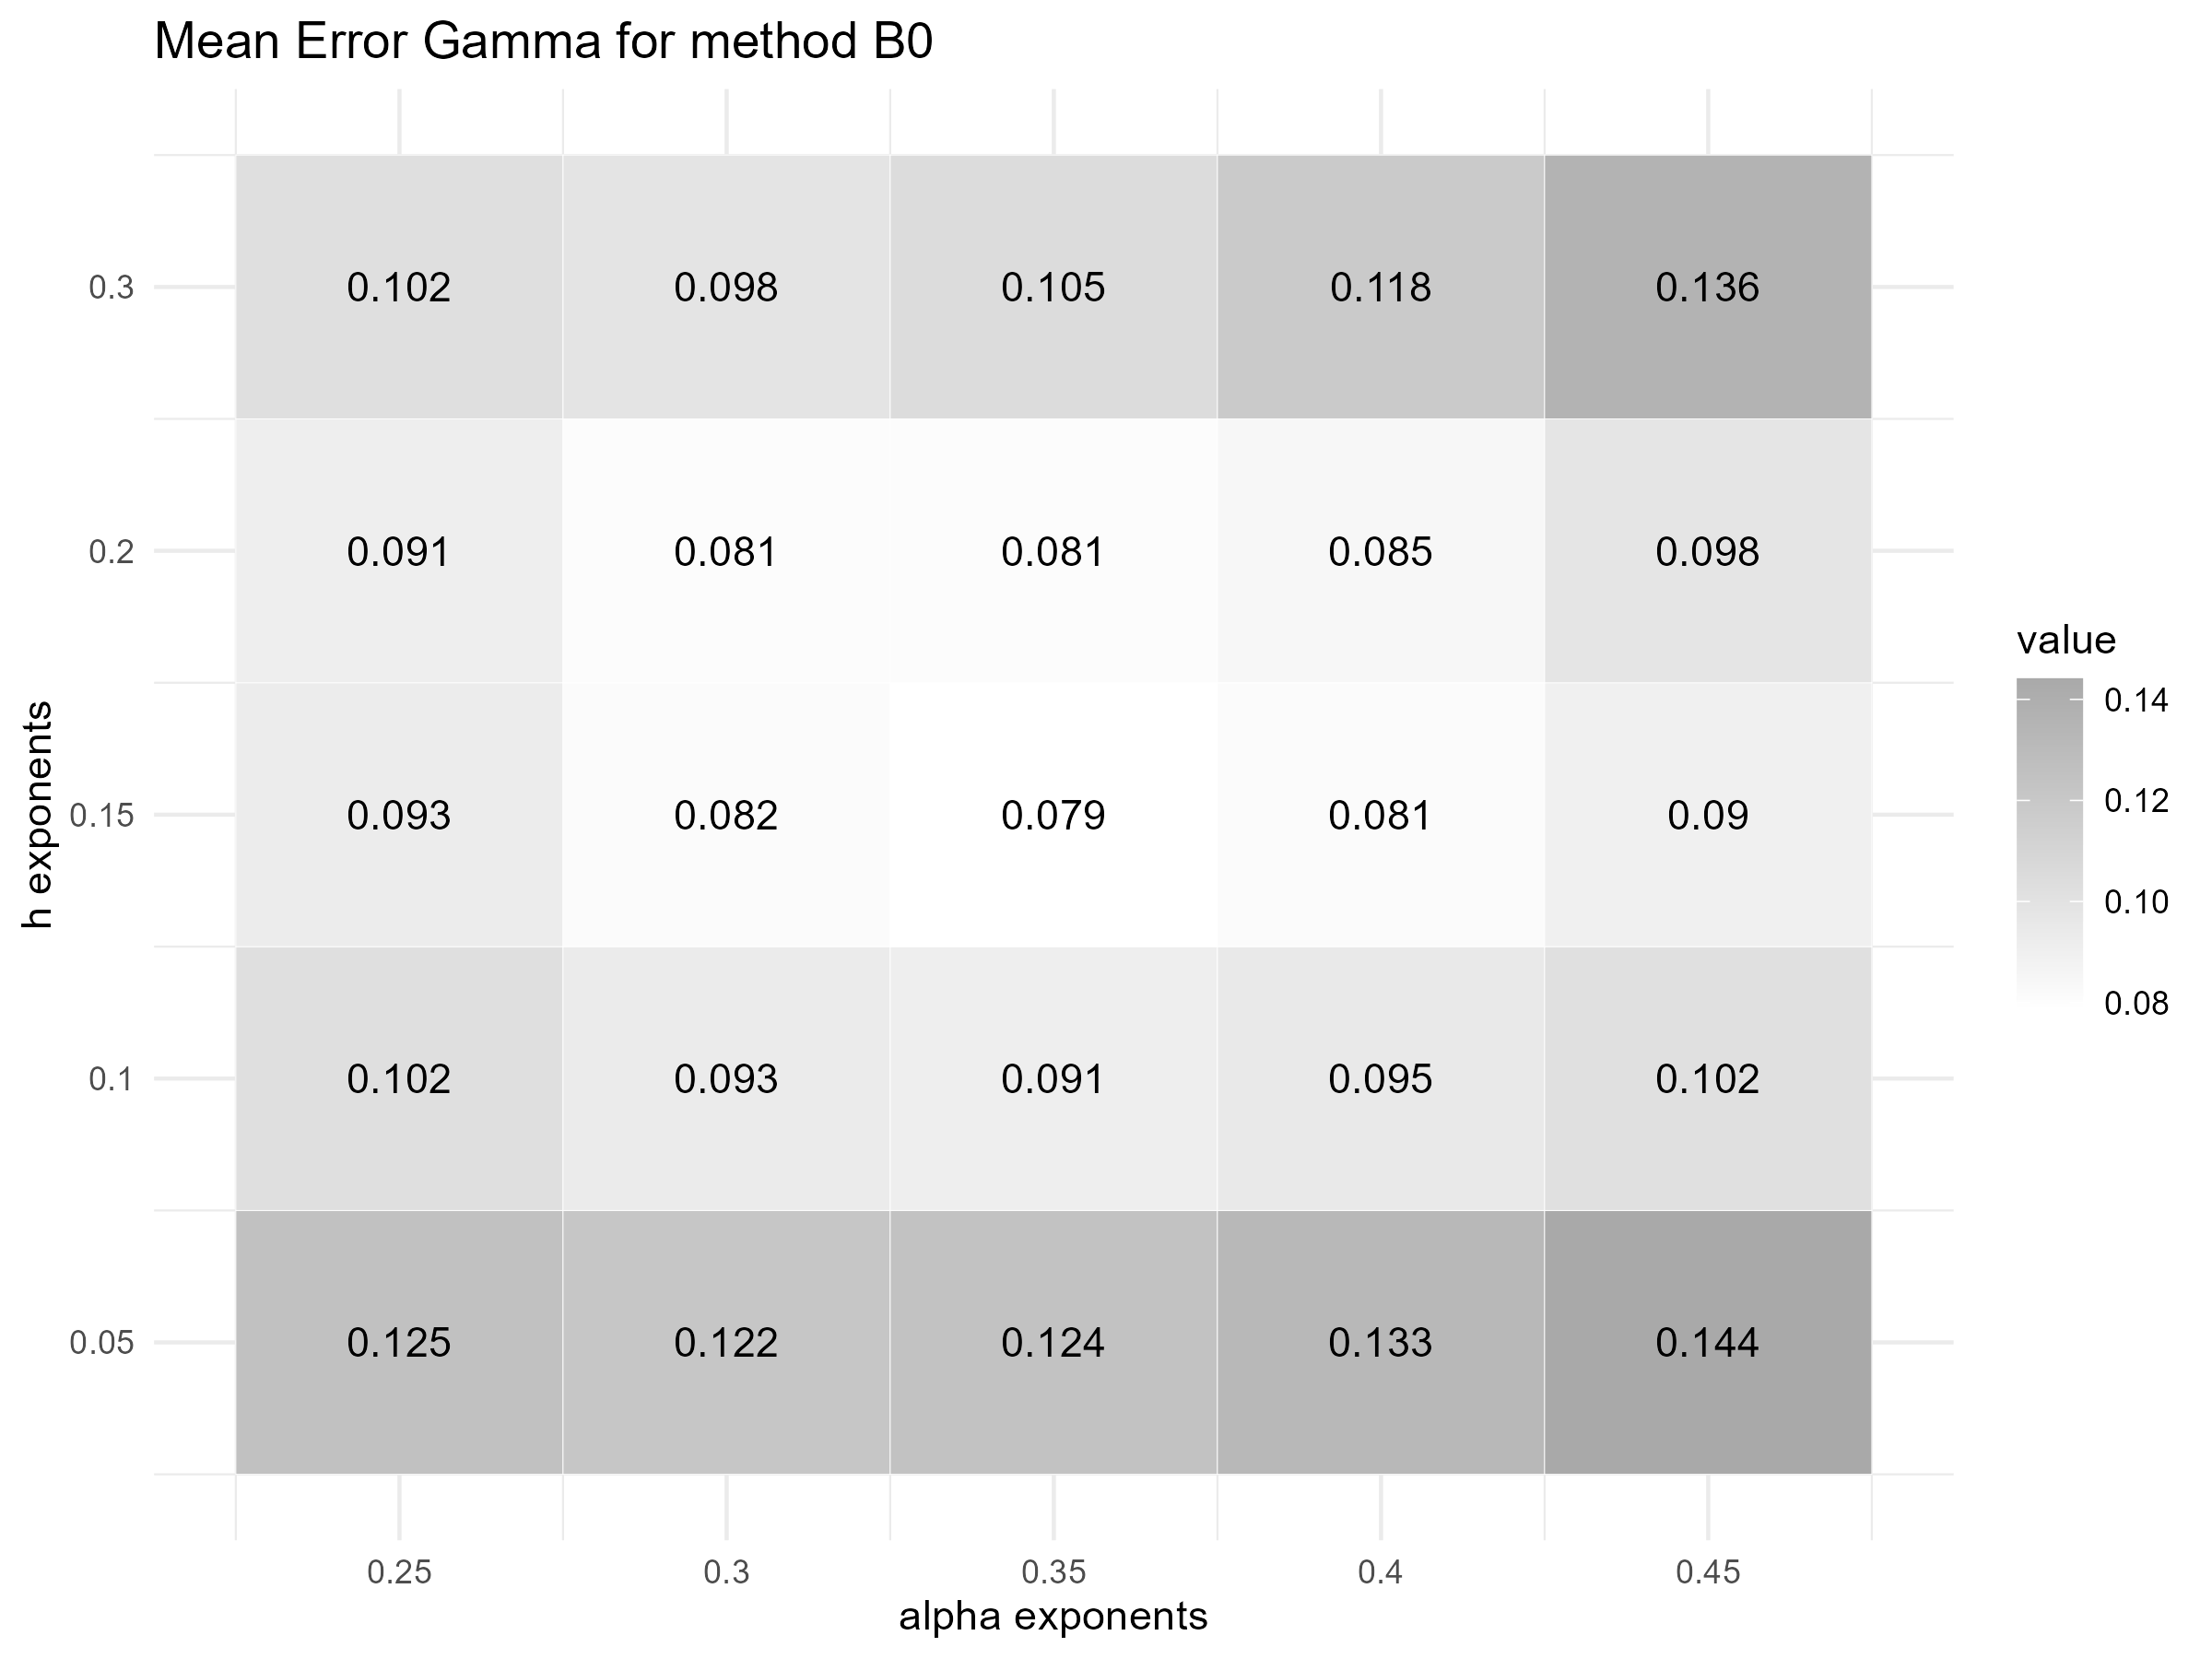 Mean Error Gamma for method B0
0.3 0.102 0.098 0.105 0.118 0.136
0.2 0.091 0.081 0.081 0.085 0.098
0.15 0.093 0.082 0.079 0.081 0.09
0.1 0.102 0.093 0.091 0.095 0.102
0.05 0.125 0.122 0.124 0.133 0.144
0.25 0.3 0.35 0.4 0.45
alpha exponents
h exponents
value
0.14
0.12
0.10
0.08